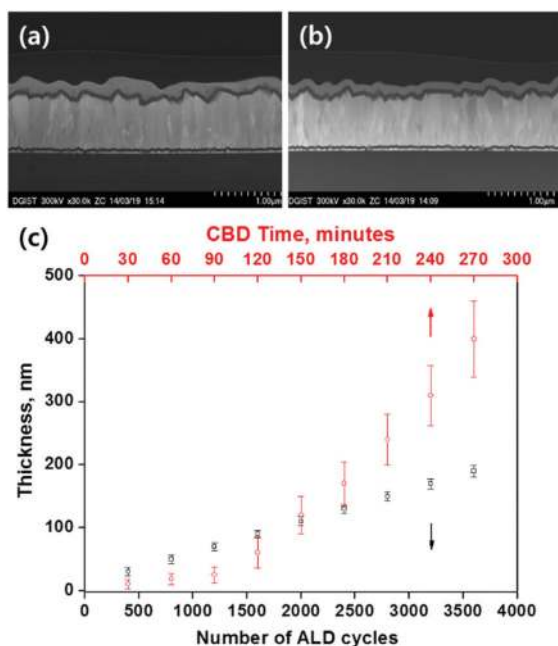 (a)
(b)
DGIST 300kV x30.0k ZC 14/03/19 15:14
1.00μm
DGIST 300kV x30.0k ZC 14/03/19 14:09
1.00μm
(c)
CBD Time, minutes
0 30 60 90 120 150 180 210 240 270 300
500
400
300
200
100
0
Thickness, nm
0 500 1000 1500 2000 2500 3000 3500 4000
Number of ALD cycles